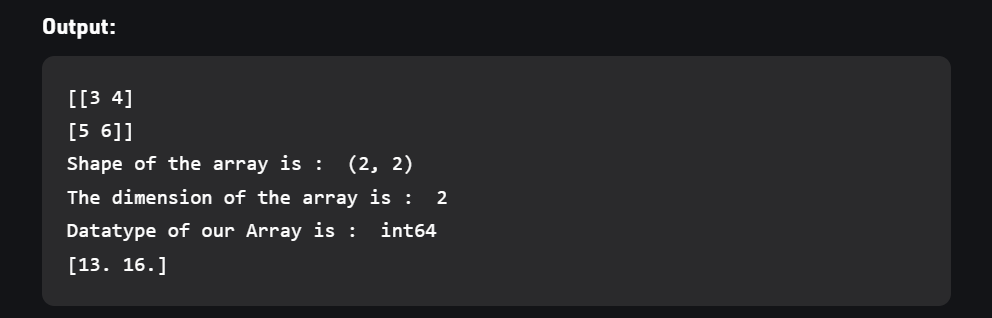 Output:
[[3 4]
[5 6]]
Shape of the array is :  (2, 2)
The dimension of the array is :  2
Datatype of our Array is :  int64
[13. 16.]